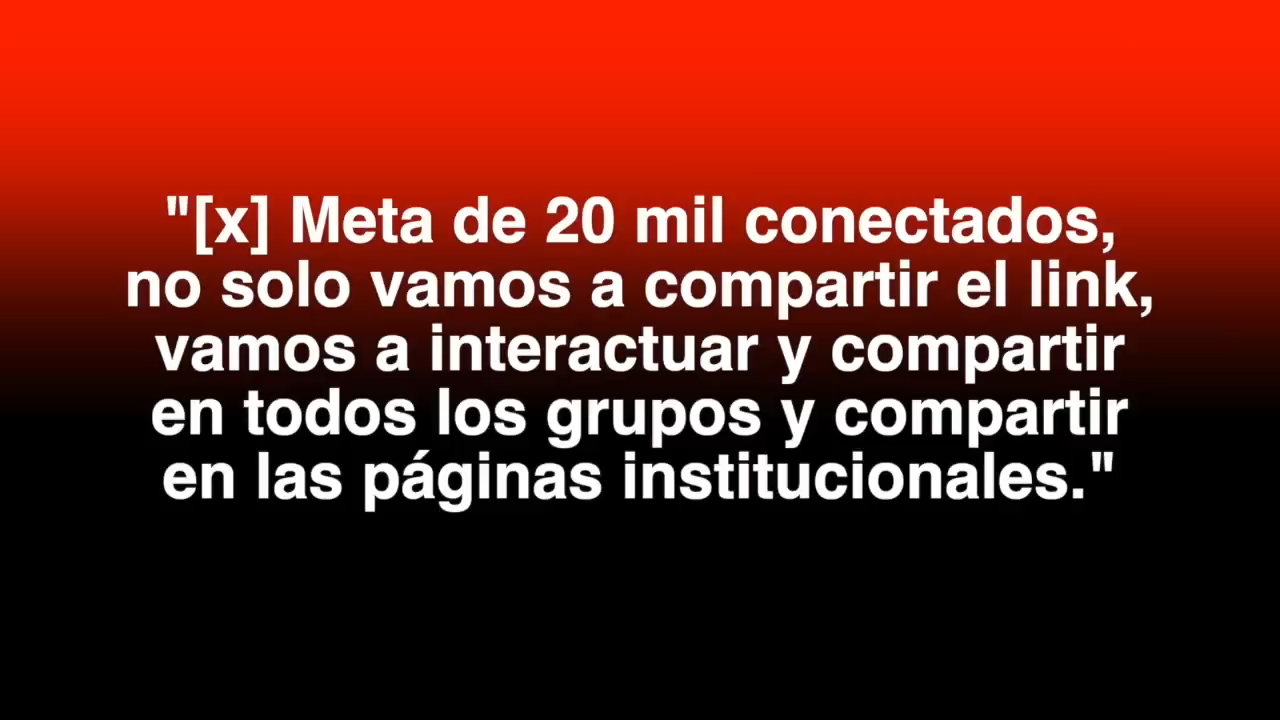 "[x] Meta de 20 mil conectados,
no solo vamos a compartir el link,
vamos a interactuar y compartir
en todos los grupos y compartir
en las páginas institucionales."